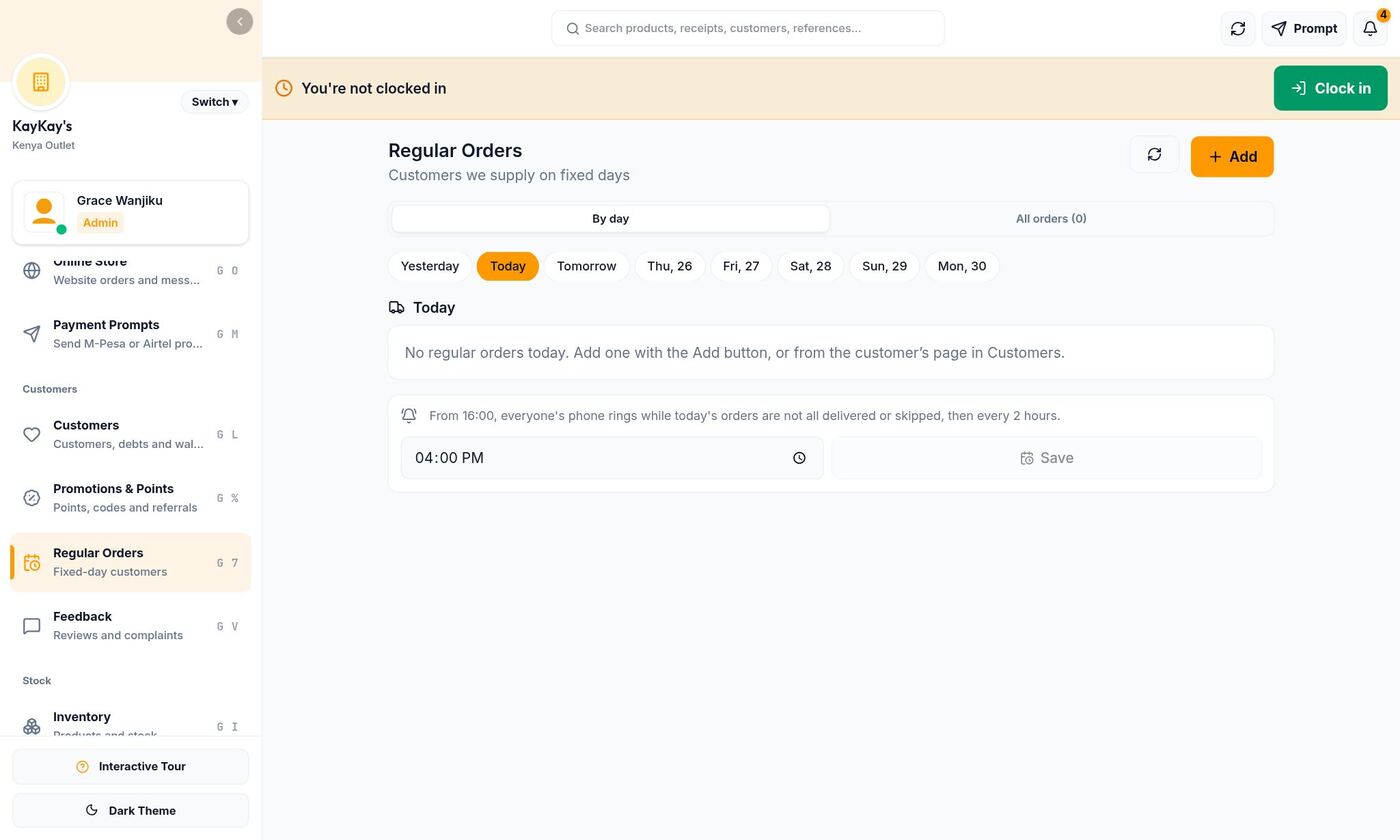 Search products, receipts, customers, references...
Prompt
4
You're not clocked in
Clock in
Switch ▾
KayKay's
Kenya Outlet
Grace Wanjiku
Admin
Online Store
Website orders and mess...
G O
Payment Prompts
Send M-Pesa or Airtel pro...
G M
Customers
Customers
Customers, debts and wal...
G L
Promotions & Points
Points, codes and referrals
G %
Regular Orders
Fixed-day customers
G 7
Feedback
Reviews and complaints
G V
Stock
Inventory
Products and stock
G I
Interactive Tour
Dark Theme
Regular Orders
Customers we supply on fixed days
Add
By day
All orders (0)
Yesterday
Today
Tomorrow
Thu, 26
Fri, 27
Sat, 28
Sun, 29
Mon, 30
Today
No regular orders today. Add one with the Add button, or from the customer’s page in Customers.
From 16:00, everyone's phone rings while today's orders are not all delivered or skipped, then every 2 hours.
04:00 PM
Save